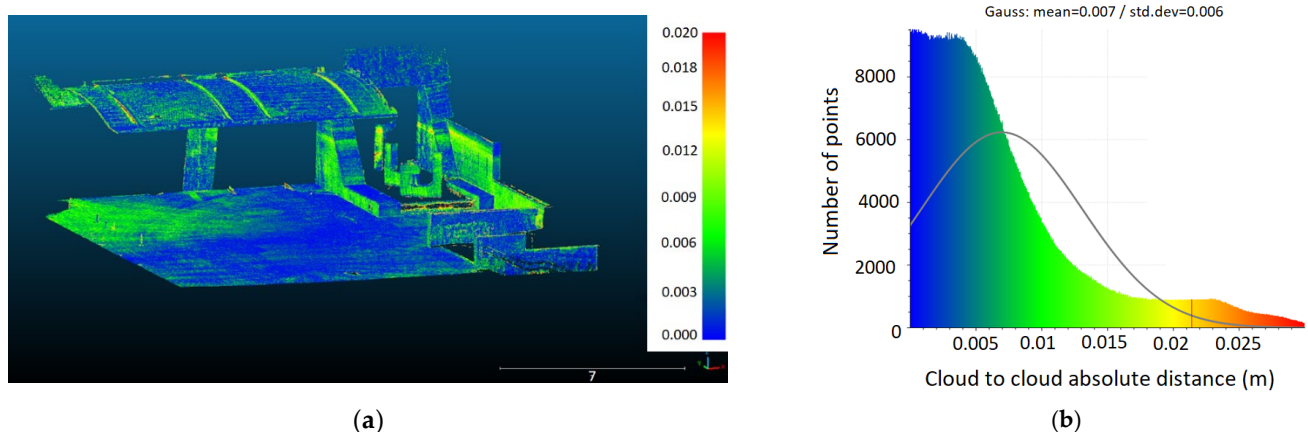 Gauss: mean=0.007 / std.dev=0.006
0.020
0.018
0.015
0.012
0.009
0.006
0.003
0.000
7
(a)
Number of points
8000
6000
4000
2000
0
0.005 0.01 0.015 0.02 0.025
Cloud to cloud absolute distance (m)
(b)